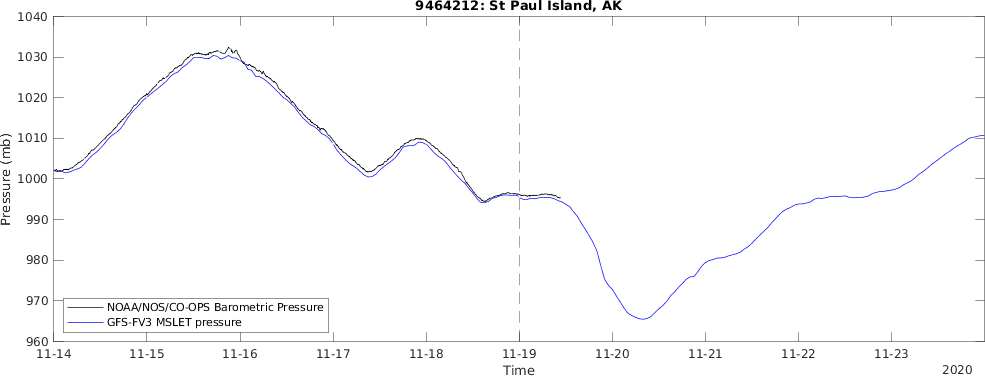 9464212: St Paul Island, AK
Pressure (mb)
1040
1030
1020
1010
1000
990
980
970
960
NOAA/NOS/CO-OPS Barometric Pressure
GFS-FV3 MSLET pressure
11-14 11-15 11-16 11-17 11-18 11-19 11-20 11-21 11-22 11-23
Time
2020